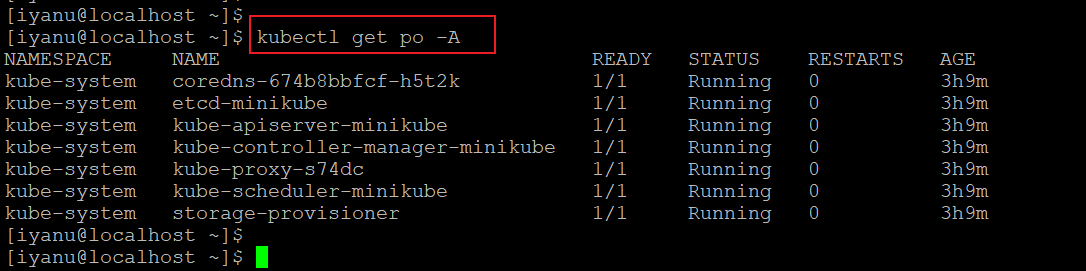 [iyanu@localhost ~]$
[iyanu@localhost ~]$ kubectl get po -A
NAMESPACE     NAME                               READY   STATUS    RESTARTS   AGE
kube-system   coredns-674b8bbfcf-h5t2k           1/1     Running   0          3h9m
kube-system   etcd-minikube                      1/1     Running   0          3h9m
kube-system   kube-apiserver-minikube            1/1     Running   0          3h9m
kube-system   kube-controller-manager-minikube   1/1     Running   0          3h9m
kube-system   kube-proxy-s74dc                   1/1     Running   0          3h9m
kube-system   kube-scheduler-minikube            1/1     Running   0          3h9m
kube-system   storage-provisioner                1/1     Running   0          3h9m
[iyanu@localhost ~]$
[iyanu@localhost ~]$